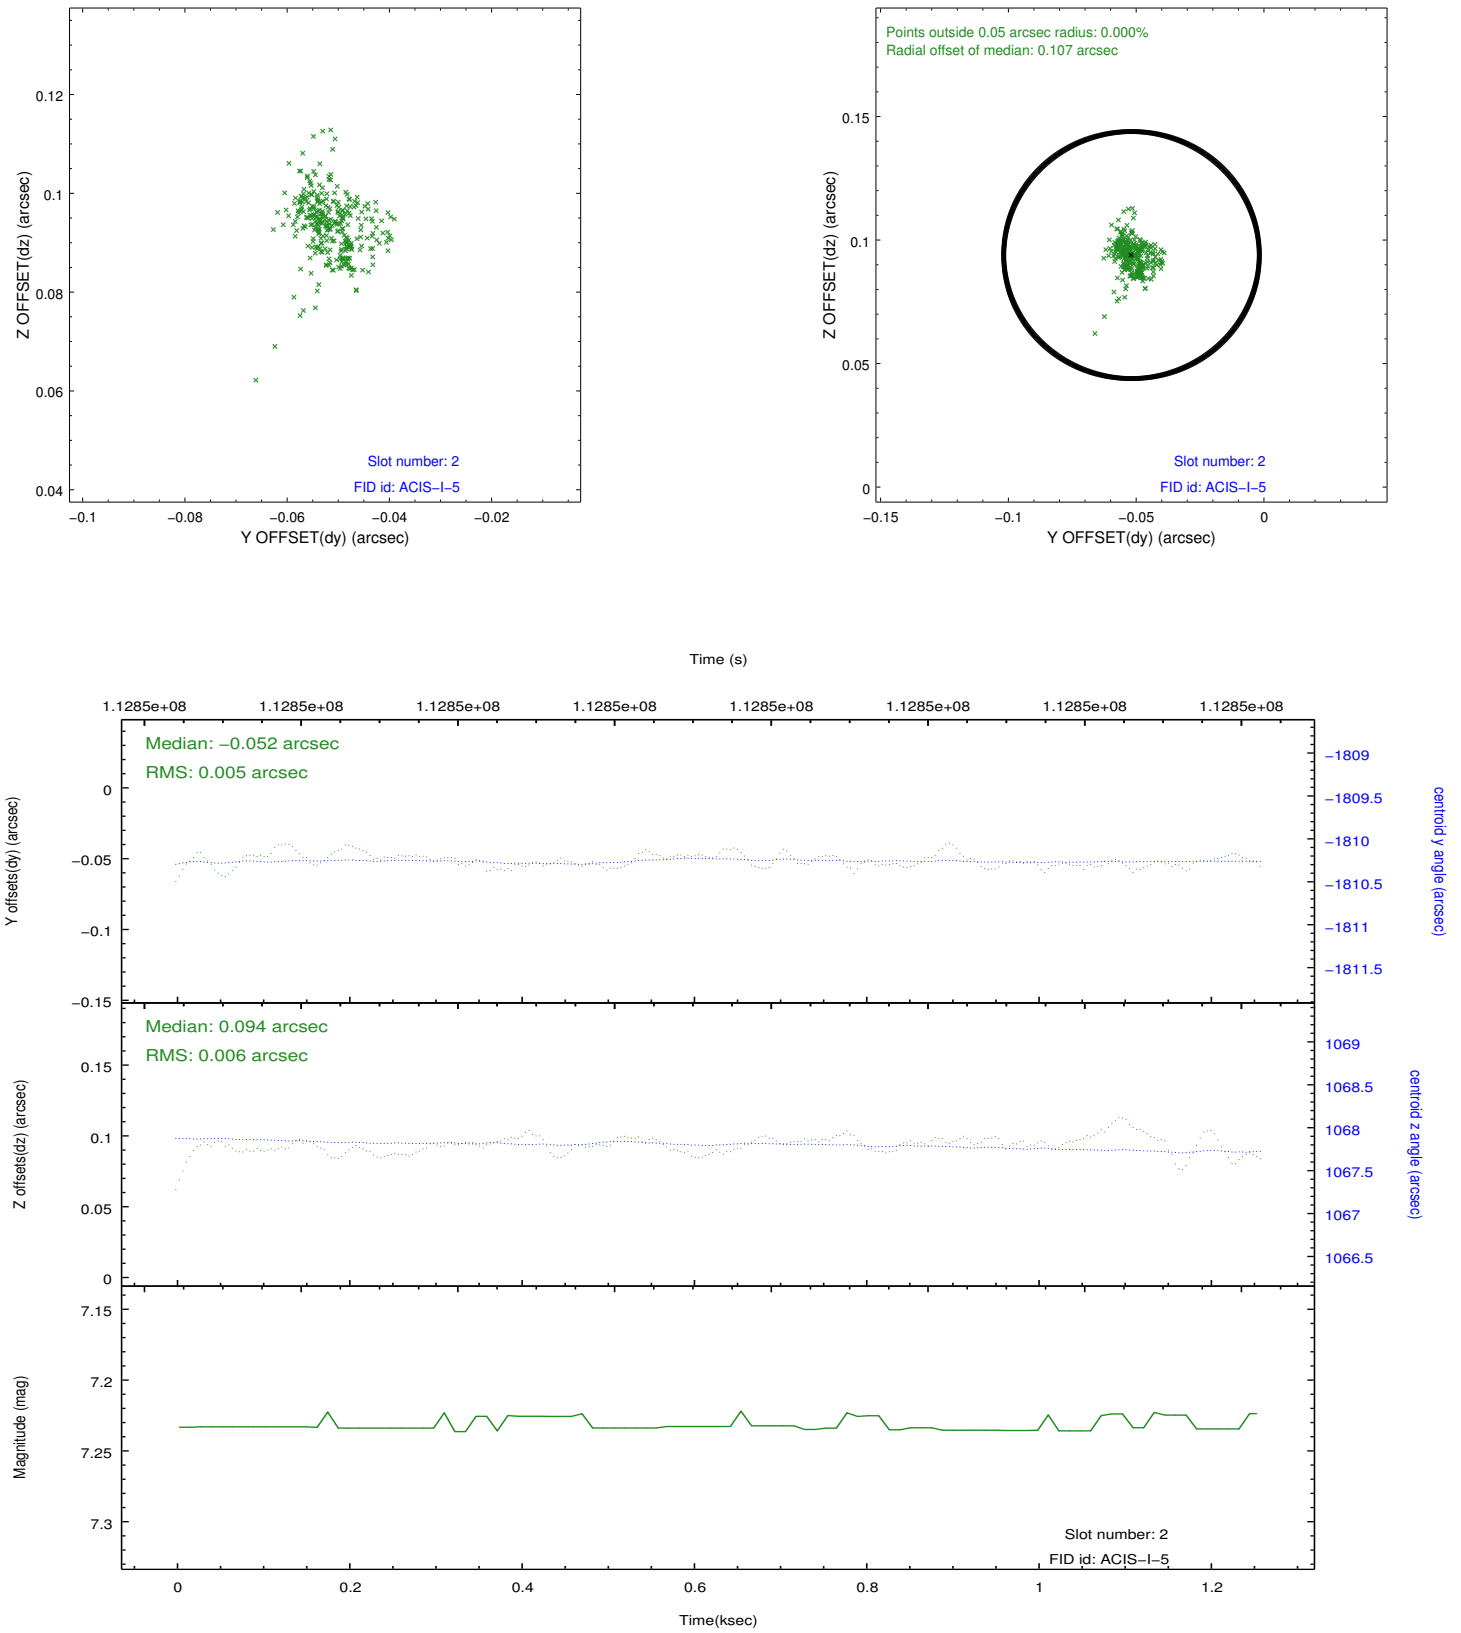 0.12
0.1
0.08
0.06
0.04
Z OFFSET(dz) (arcsec)
Slot number: 2
FID id: ACIS−I−5
−0.1 −0.08 −0.06 −0.04 −0.02
Y OFFSET(dy) (arcsec)
Points outside 0.05 arcsec radius: 0.000%
Radial offset of median: 0.107 arcsec
0.15
0.1
0.05
0
Z OFFSET(dz) (arcsec)
Slot number: 2
FID id: ACIS−I−5
−0.15 −0.1 −0.05 0
Y OFFSET(dy) (arcsec)
Time (s)
1.1285e+08 1.1285e+08 1.1285e+08 1.1285e+08 1.1285e+08 1.1285e+08 1.1285e+08 1.1285e+08
Median: −0.052 arcsec
RMS: 0.005 arcsec
0
−0.05
−0.1
−0.15
Y offsets(dy) (arcsec)
−1809
−1809.5
−1810
−1810.5
−1811
−1811.5
centroid y angle (arcsec)
Median: 0.094 arcsec
RMS: 0.006 arcsec
0.15
0.1
0.05
0
Z offsets(dz) (arcsec)
1069
1068.5
1068
1067.5
1067
1066.5
centroid z angle (arcsec)
7.15
7.2
7.25
7.3
Magnitude (mag)
Slot number: 2
FID id: ACIS−I−5
0 0.2 0.4 0.6 0.8 1 1.2
Time(ksec)